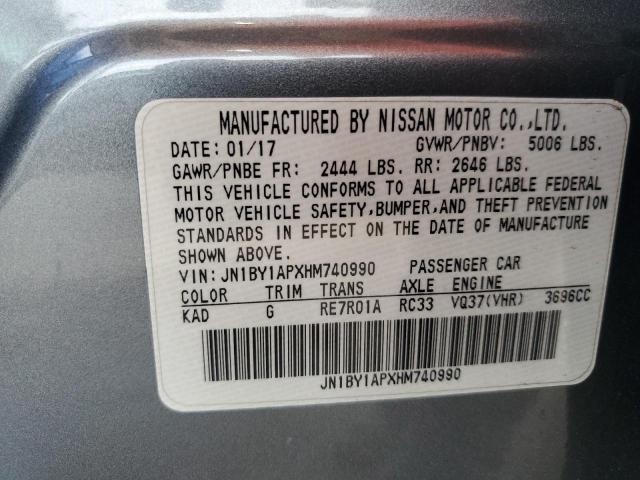 MANUFACTURED BY NISSAN MOTOR CO.,LTD.
DATE: 01/17 GVWR/PNBV: 5006 LBS.
GAWR/PNBE FR: 2444 LBS. RR: 2646 LBS.
THIS VEHICLE CONFORMS TO ALL APPLICABLE FEDERAL
MOTOR VEHICLE SAFETY,BUMPER,AND THEFT PREVENTION
STANDARDS IN EFFECT ON THE DATE OF MANUFACTURE
SHOWN ABOVE.
VIN: JN1BY1APXHM740990 PASSENGER CAR
COLOR TRIM TRANS AXLE ENGINE
KAD G RE7R01A RC33 VQ37(VHR) 3696CC
JN1BY1APXHM740990